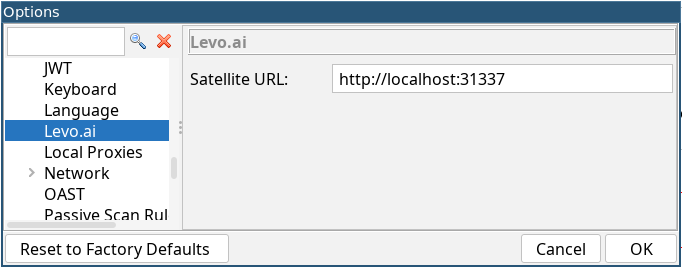 Options
Levo.ai
JWT
Keyboard
Language
Levo.ai
Local Proxies
Network
OAST
Passive Scan Rul
Satellite URL:
http://localhost:31337
Reset to Factory Defaults
Cancel
OK